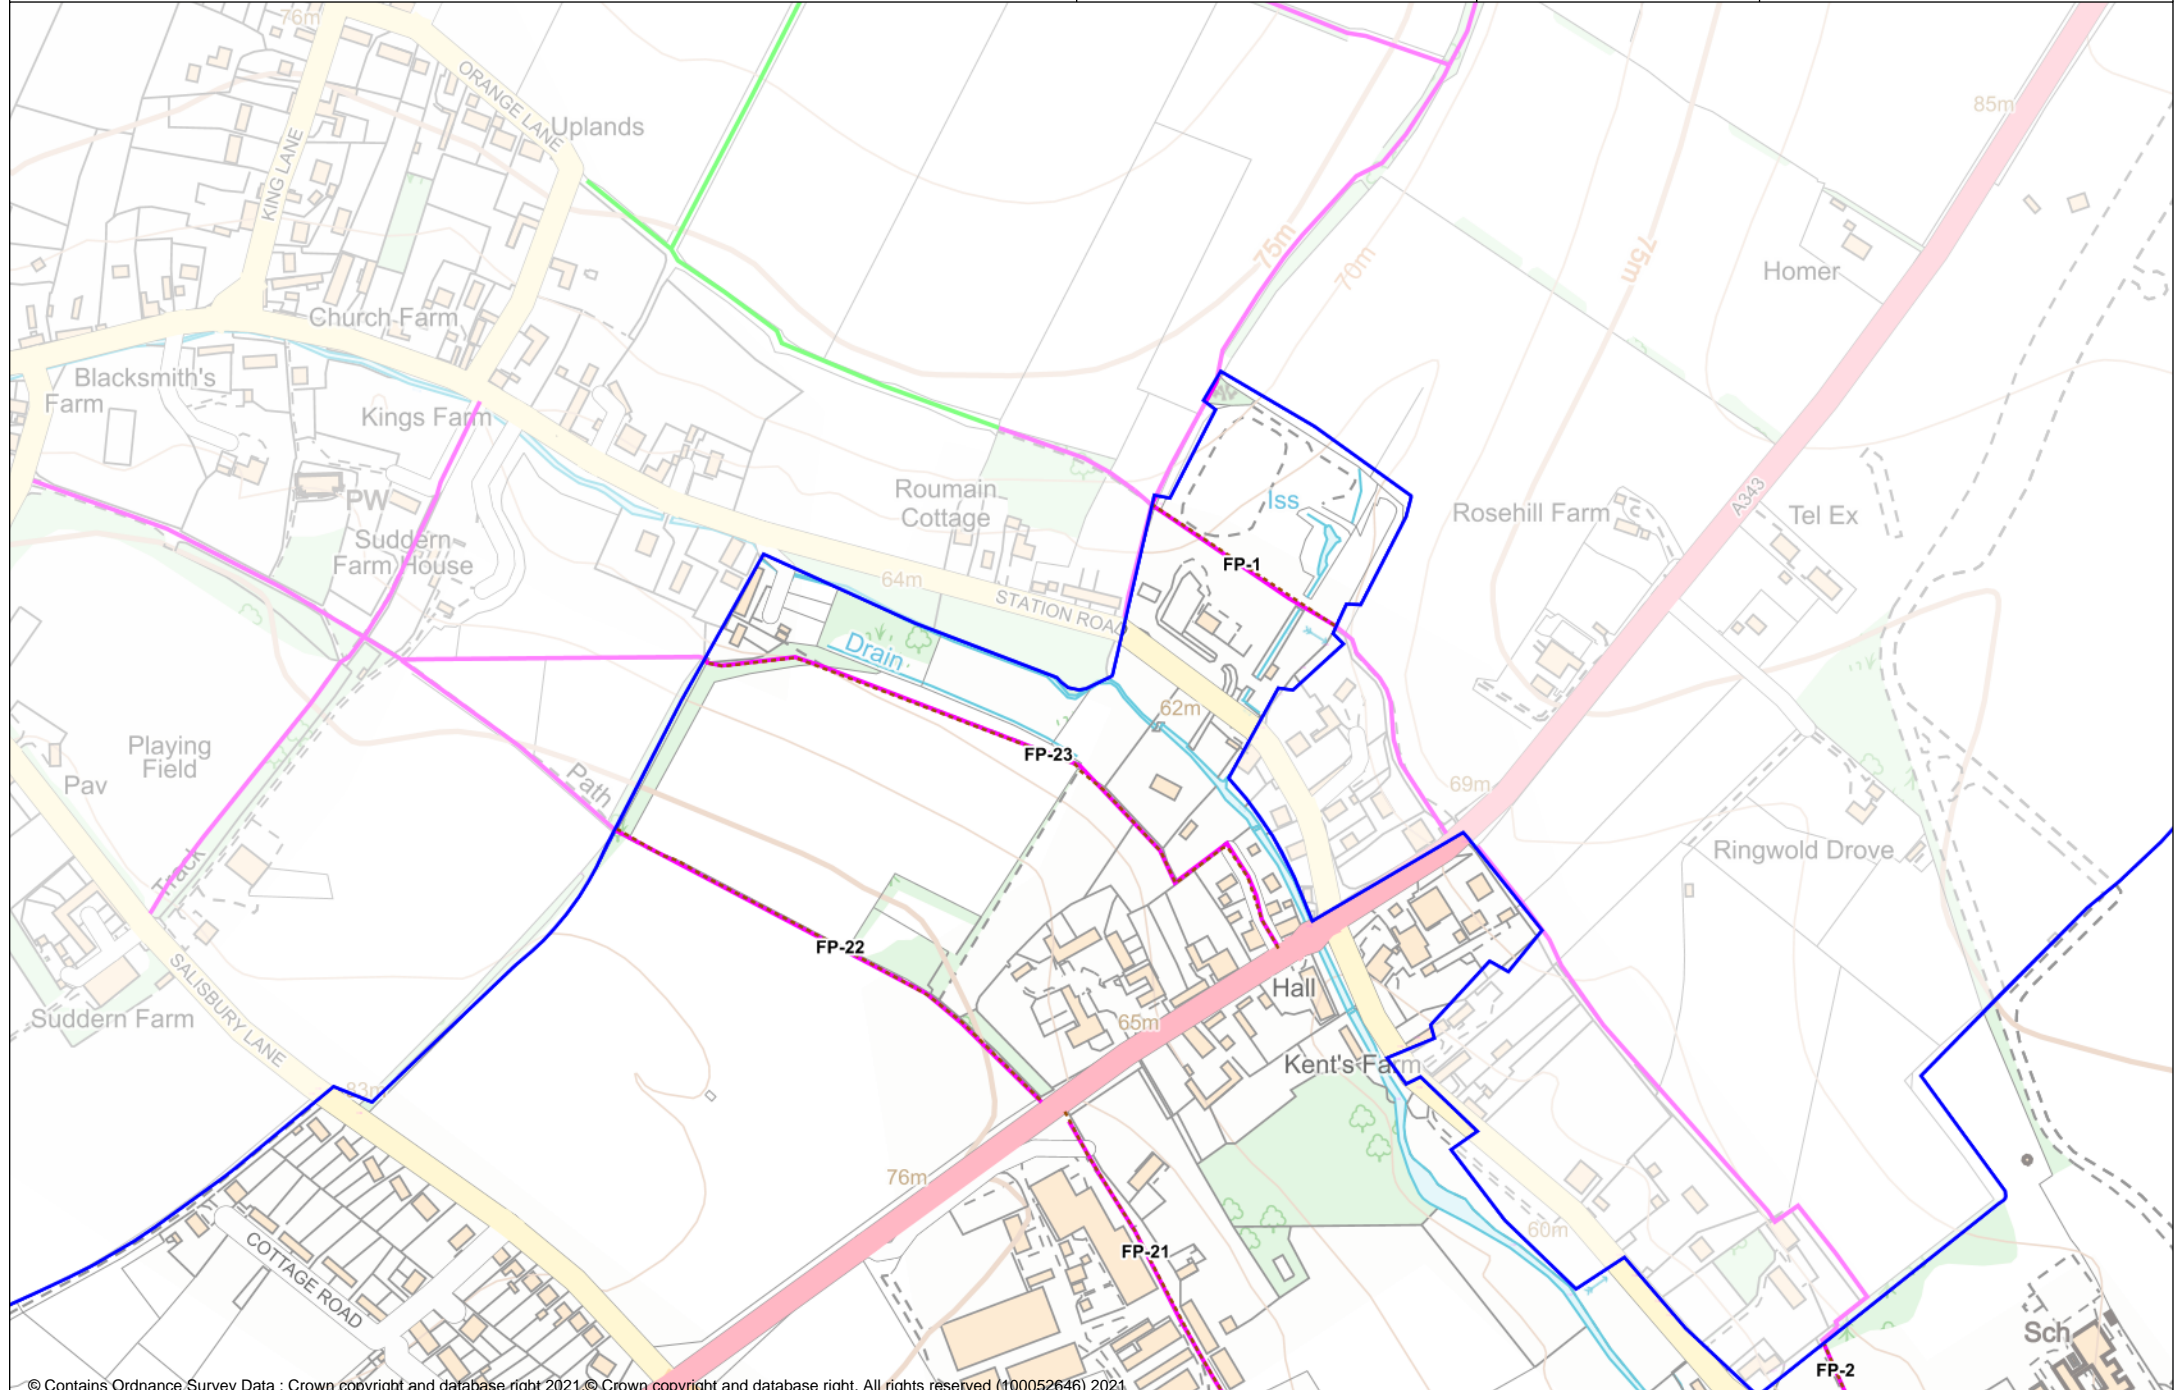 76m
ORANGE LANE
Uplands
KING LANE
85m
75m
70m
75m
Homer
Church Farm
Blacksmith's
Farm
Kings Farm
A343
Roumain
Cottage
PW
Iss
Rosehill Farm
Tel Ex
Suddern
Farm House
FP-1
64m
STATION ROAD
Drain
62m
Playing
Field
Pav
Path
FP-23
69m
Track
Ringwold Drove
FP-22
SALISBURY LANE
Suddern Farm
Hall
65m
Kent's Farm
83m
76m
COTTAGE ROAD
FP-21
60m
Sch
FP-2
© Contains Ordnance Survey Data : Crown copyright and database right 2021 © Crown copyright and database right. All rights reserved (100052646) 2021